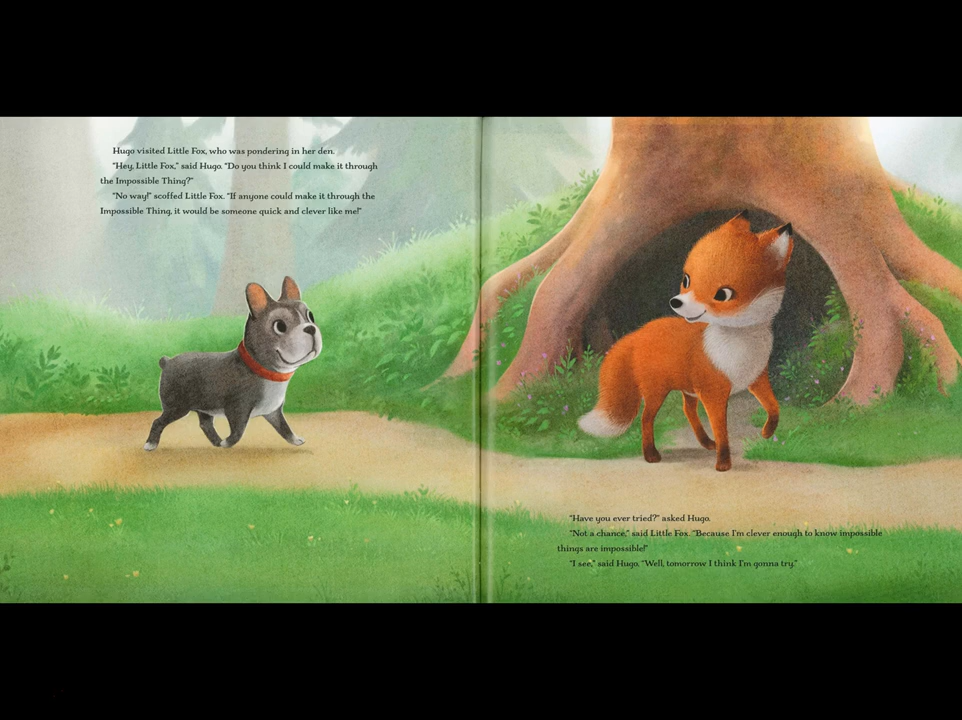 Hugo visited Little Fox, who was pondering in her den.
"Hey, Little Fox," said Hugo. "Do you think I could make it through
the Impossible Thing?"
"No way!" scoffed Little Fox. "If anyone could make it through the
Impossible Thing, it would be someone quick and clever like me!"
"Have you ever tried?" asked Hugo.
"Not a chance," said Little Fox. "Because I'm clever enough to know impossible
things are impossible!"
"I see," said Hugo. "Well, tomorrow I think I'm gonna try."